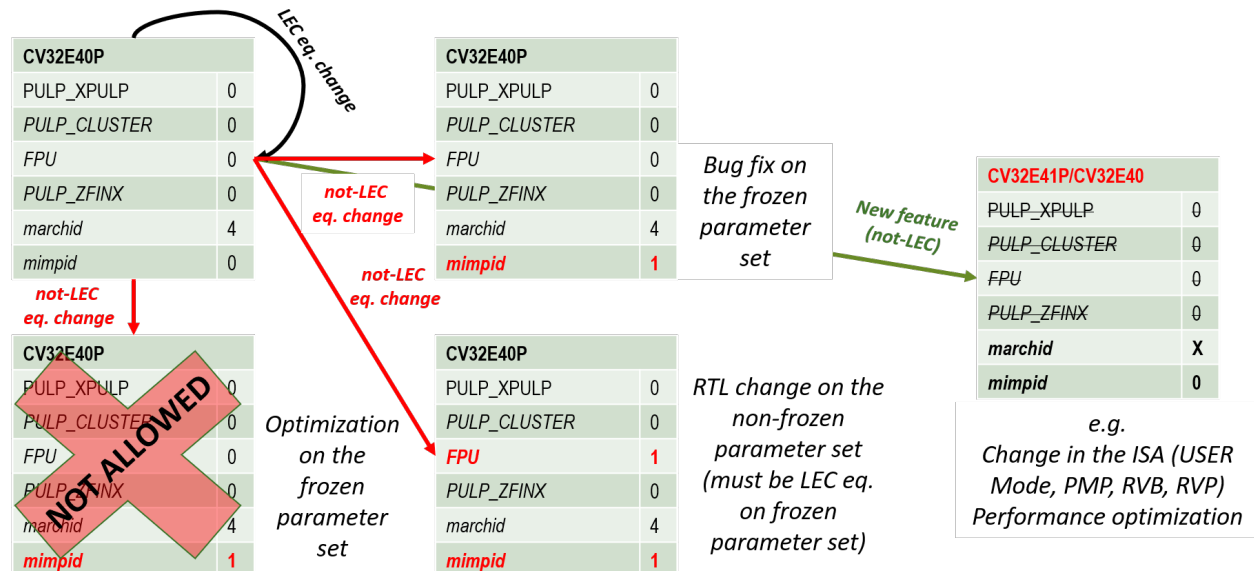 LEC eq. change
CV32E40P
PULP_XPULP 0
PULP_CLUSTER 0
FPU 0
PULP_ZFINX 0
marchid 4
mimpid 0
not-LEC
eq. change
CV32E40P
PULP_XPULP 0
PULP_CLUSTER 0
FPU 0
PULP_ZFINX 0
marchid 4
mimpid 1
Bug fix on
the frozen
parameter
set
not-LEC
eq. change
New feature
(not-LEC)
CV32E41P/CV32E40
PULP_XPULP 0
PULP_CLUSTER 0
FPU 0
PULP_ZFINX 0
marchid X
mimpid 0
e.g.
Change in the ISA (USER
Mode, PMP, RVB, RVP)
Performance optimization
not-LEC
eq. change
CV32E40P
PULP_XPULP 0
PULP_CLUSTER 0
FPU 0
PULP_ZFINX 0
marchid 4
mimpid 1
NOT ALLOWED
Optimization
on the
frozen
parameter
set
CV32E40P
PULP_XPULP 0
PULP_CLUSTER 0
FPU 1
PULP_ZFINX 0
marchid 4
mimpid 1
RTL change on the
non-frozen
parameter set
(must be LEC eq.
on frozen
parameter set)